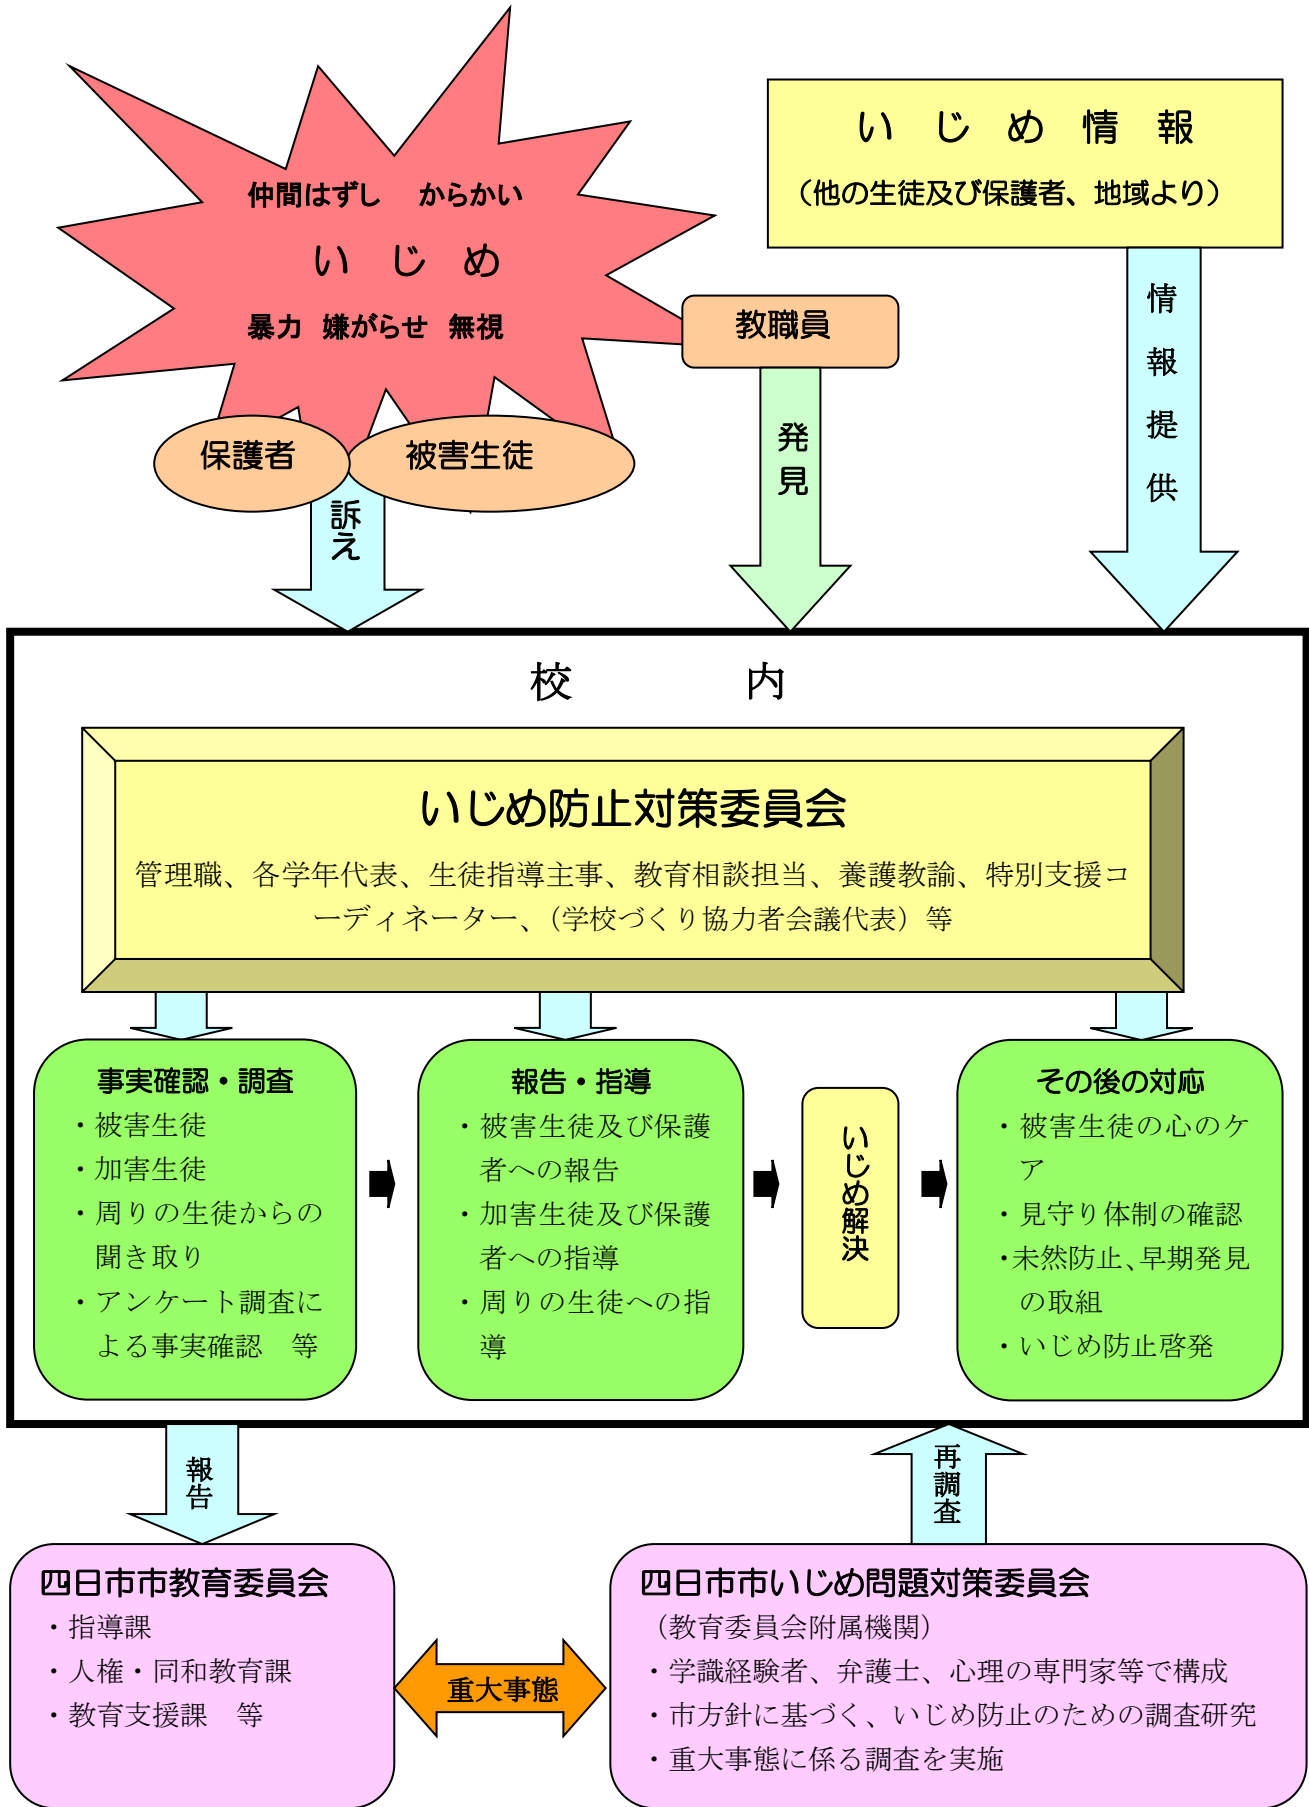 仲間はずし　からかい
い　じ　め
暴力　嫌がらせ　無視
い　じ　め　情　報
（他の生徒及び保護者、地域より）
教職員
保護者
被害生徒
訴え
発見
情報提供
校　　　　内
いじめ防止対策委員会
管理職、各学年代表、生徒指導主事、教育相談担当、養護教諭、特別支援コ
ーディネーター、（学校づくり協力者会議代表）等
事実確認・調査
・被害生徒
・加害生徒
・周りの生徒からの
聞き取り
・アンケート調査に
よる事実確認　等
報告・指導
・被害生徒及び保護
者への報告
・加害生徒及び保護
者への指導
・周りの生徒への指
導
いじめ解決
その後の対応
・被害生徒の心のケ
ア
・見守り体制の確認
・未然防止、早期発見
の取組
・いじめ防止啓発
報告
再調査
四日市市教育委員会
・指導課
・人権・同和教育課
・教育支援課　等
重大事態
四日市市いじめ問題対策委員会
（教育委員会附属機関）
・学識経験者、弁護士、心理の専門家等で構成
・市方針に基づく、いじめ防止のための調査研究
・重大事態に係る調査を実施